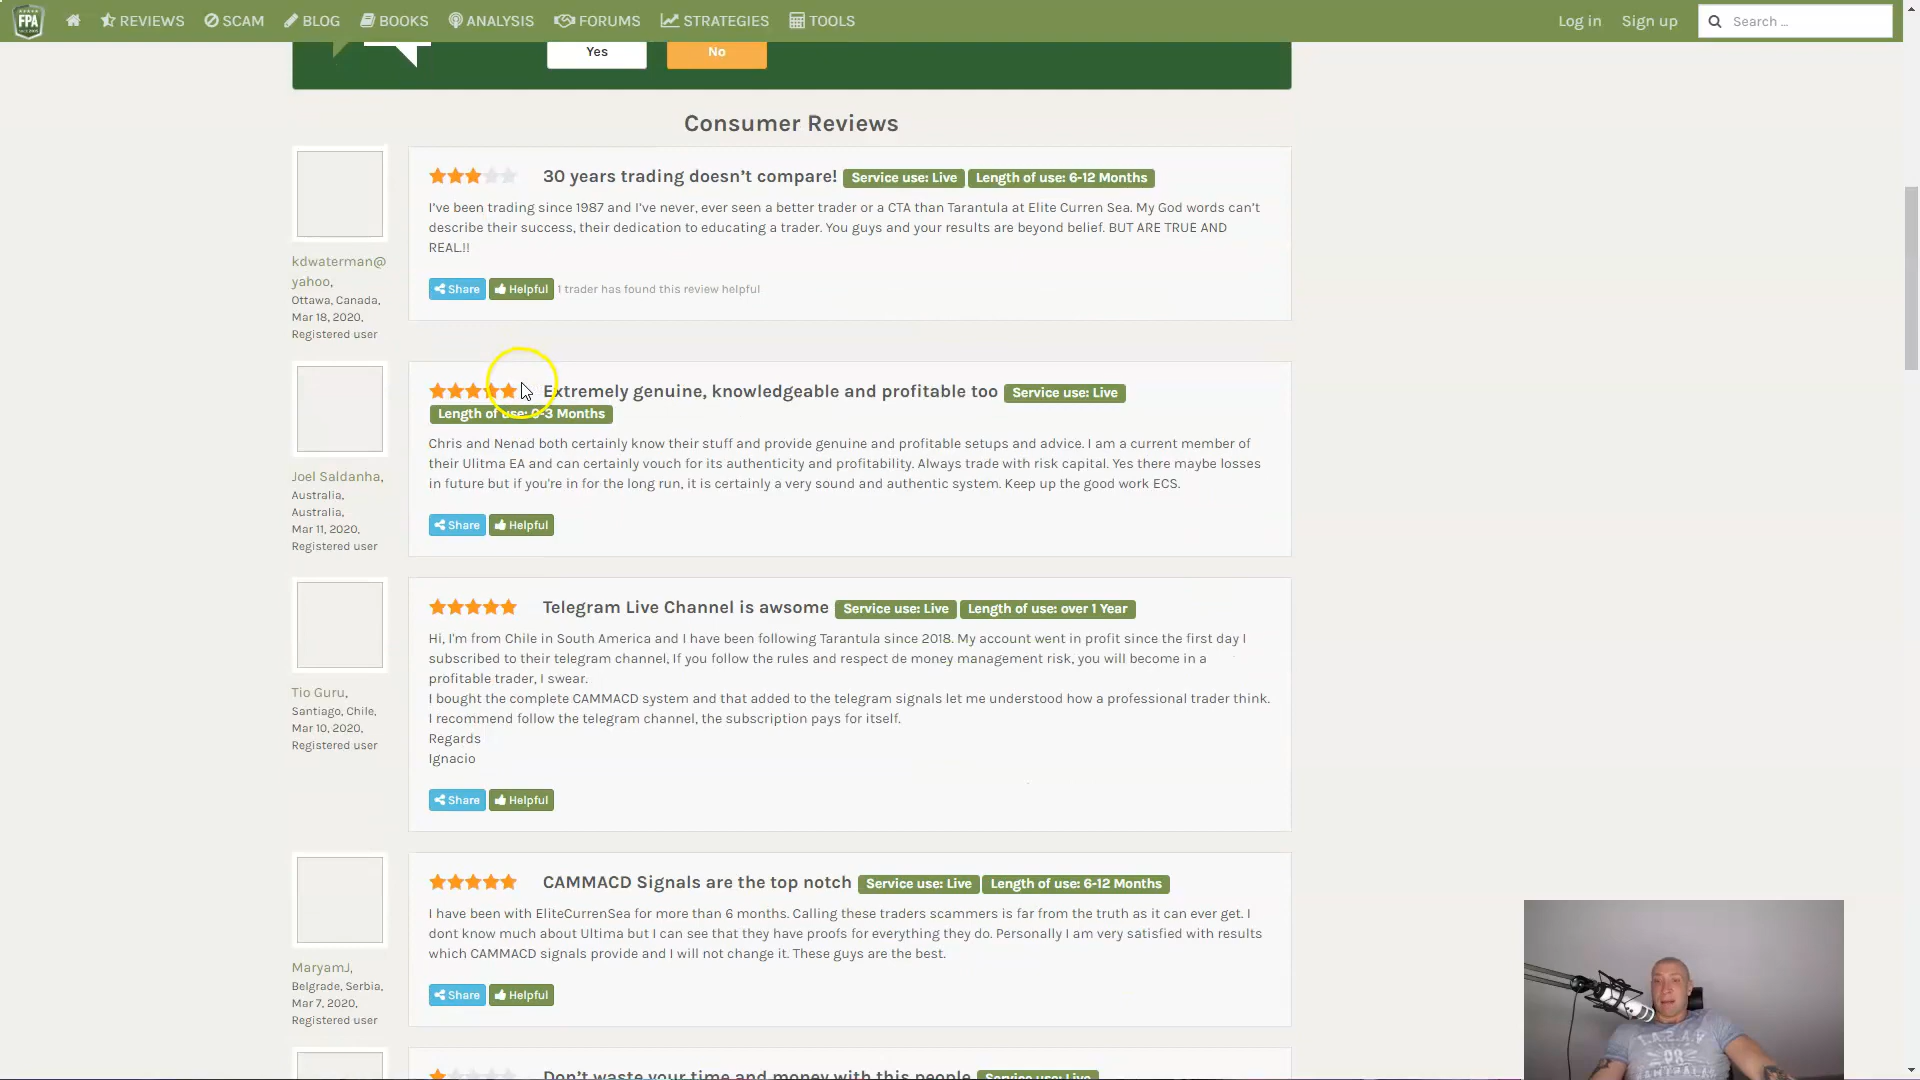 FPA
REVIEWS SCAM BLOG BOOKS ANALYSIS FORUMS STRATEGIES TOOLS Log in Sign up Search ...
Yes No
Consumer Reviews
30 years trading doesn't compare! Service use: Live Length of use: 6-12 Months
I've been trading since 1987 and I've never, ever seen a better trader or a CTA than Tarantula at Elite Curren Sea. My God words can't
describe their success, their dedication to educating a trader. You guys and your results are beyond belief. BUT ARE TRUE AND
REAL.!!
Share Helpful 1 trader has found this review helpful
kdwaterman@
yahoo,
Ottawa, Canada,
Mar 18, 2020,
Registered user
Extremely genuine, knowledgeable and profitable too Service use: Live
Length of use: 0-3 Months
Chris and Nenad both certainly know their stuff and provide genuine and profitable setups and advice. I am a current member of
their Ulitma EA and can certainly vouch for its authenticity and profitability. Always trade with risk capital. Yes there maybe losses
in future but if you're in for the long run, it is certainly a very sound and authentic system. Keep up the good work ECS.
Share Helpful
Joel Saldanha,
Australia,
Australia,
Mar 11, 2020,
Registered user
Telegram Live Channel is awsome Service use: Live Length of use: over 1 Year
Hi, I'm from Chile in South America and I have been following Tarantula since 2018. My account went in profit since the first day I
subscribed to their telegram channel, If you follow the rules and respect de money management risk, you will become in a
profitable trader, I swear.
I bought the complete CAMMACD system and that added to the telegram signals let me understood how a professional trader think.
I recommend follow the telegram channel, the subscription pays for itself.
Regards
Ignacio
Share Helpful
Tio Guru,
Santiago, Chile,
Mar 10, 2020,
Registered user
CAMMACD Signals are the top notch Service use: Live Length of use: 6-12 Months
I have been with EliteCurrenSea for more than 6 months. Calling these traders scammers is far from the truth as it can ever get. I
dont know much about Ultima but I can see that they have proofs for everything they do. Personally I am very satisfied with results
which CAMMACD signals provide and I will not change it. These guys are the best.
Share Helpful
MaryamJ,
Belgrade, Serbia,
Mar 7, 2020,
Registered user
Don't waste your time and money with this people Service use: Live